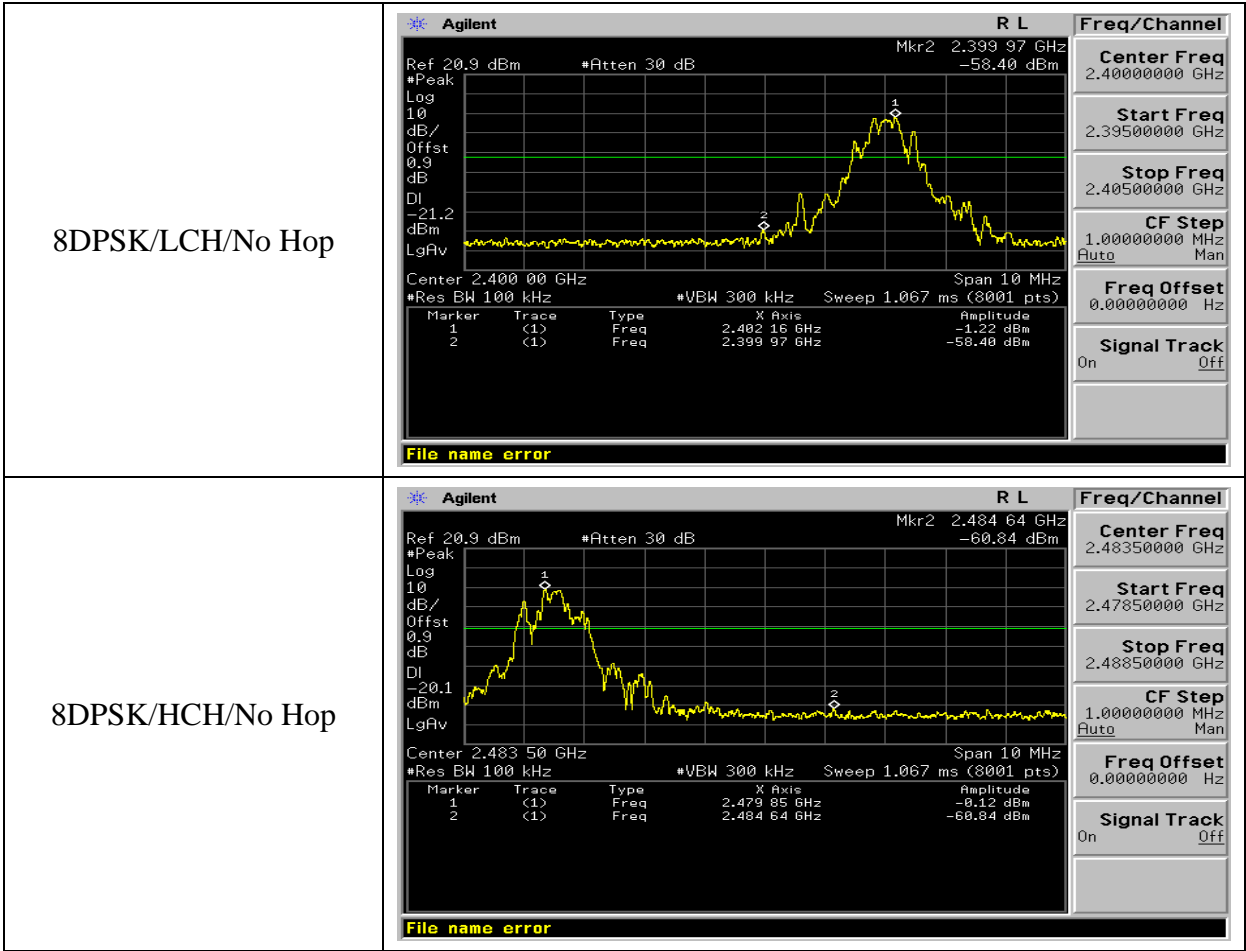 8DPSK/LCH/No Hop
Agilent R L
Mkr2 2.399 97 GHz
Ref 20.9 dBm #Atten 30 dB -58.40 dBm
#Peak
Log
10
dB/
Offst
0.9
dB
DI
-21.2
dBm
LgAv
1
2
Center 2.400 00 GHz Span 10 MHz
#Res BW 100 kHz #VBW 300 kHz Sweep 1.067 ms (8001 pts)
Marker Trace Type X Axis Amplitude
1 (1) Freq 2.402 16 GHz -1.22 dBm
2 (1) Freq 2.399 97 GHz -58.40 dBm
File name error
Freq/Channel
Center Freq
2.40000000 GHz
Start Freq
2.39500000 GHz
Stop Freq
2.40500000 GHz
CF Step
1.00000000 MHz
Auto Man
Freq Offset
0.00000000 Hz
Signal Track
On Off
8DPSK/HCH/No Hop
Agilent R L
Mkr2 2.484 64 GHz
Ref 20.9 dBm #Atten 30 dB -60.84 dBm
#Peak
Log
10
dB/
Offst
0.9
dB
DI
-20.1
dBm
LgAv
1
2
Center 2.483 50 GHz Span 10 MHz
#Res BW 100 kHz #VBW 300 kHz Sweep 1.067 ms (8001 pts)
Marker Trace Type X Axis Amplitude
1 (1) Freq 2.479 85 GHz -0.12 dBm
2 (1) Freq 2.484 64 GHz -60.84 dBm
File name error
Freq/Channel
Center Freq
2.48350000 GHz
Start Freq
2.47850000 GHz
Stop Freq
2.48850000 GHz
CF Step
1.00000000 MHz
Auto Man
Freq Offset
0.00000000 Hz
Signal Track
On Off